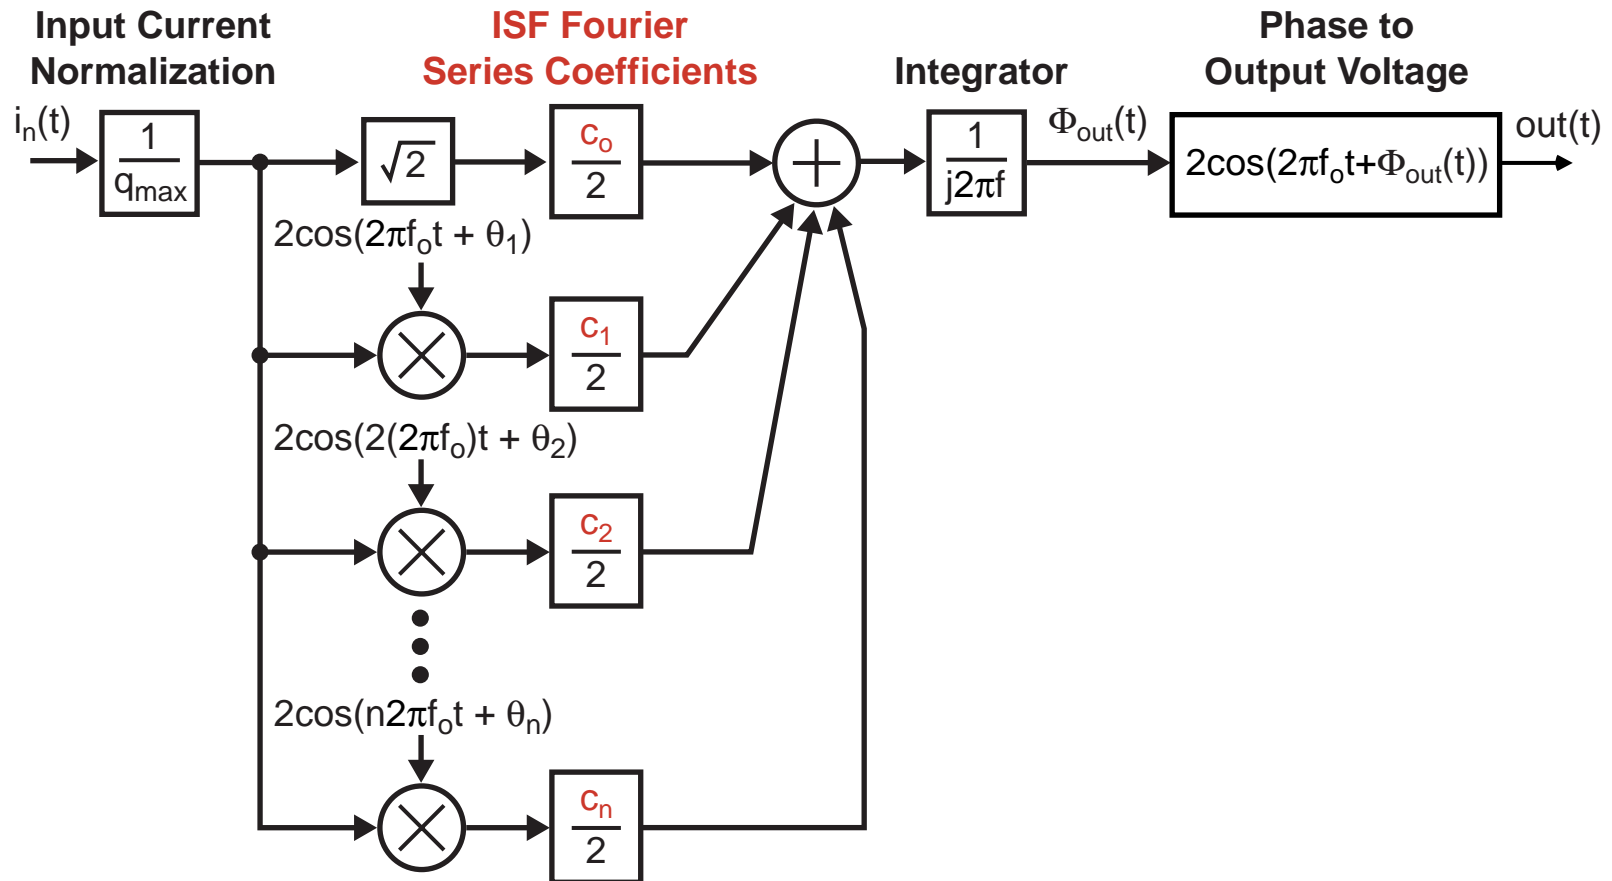 Input Current
Normalization
ISF Fourier
Series Coefficients
Integrator
Phase to
Output Voltage
iₙ(t)
1
qₘₐₓ
√2
cₒ
2
1
j2πf
Φₒᵤₜ(t)
2cos(2πfₒt+Φₒᵤₜ(t))
out(t)
2cos(2πfₒt + θ₁)
c₁
2
2cos(2(2πfₒ)t + θ₂)
c₂
2
2cos(n2πfₒt + θₙ)
cₙ
2